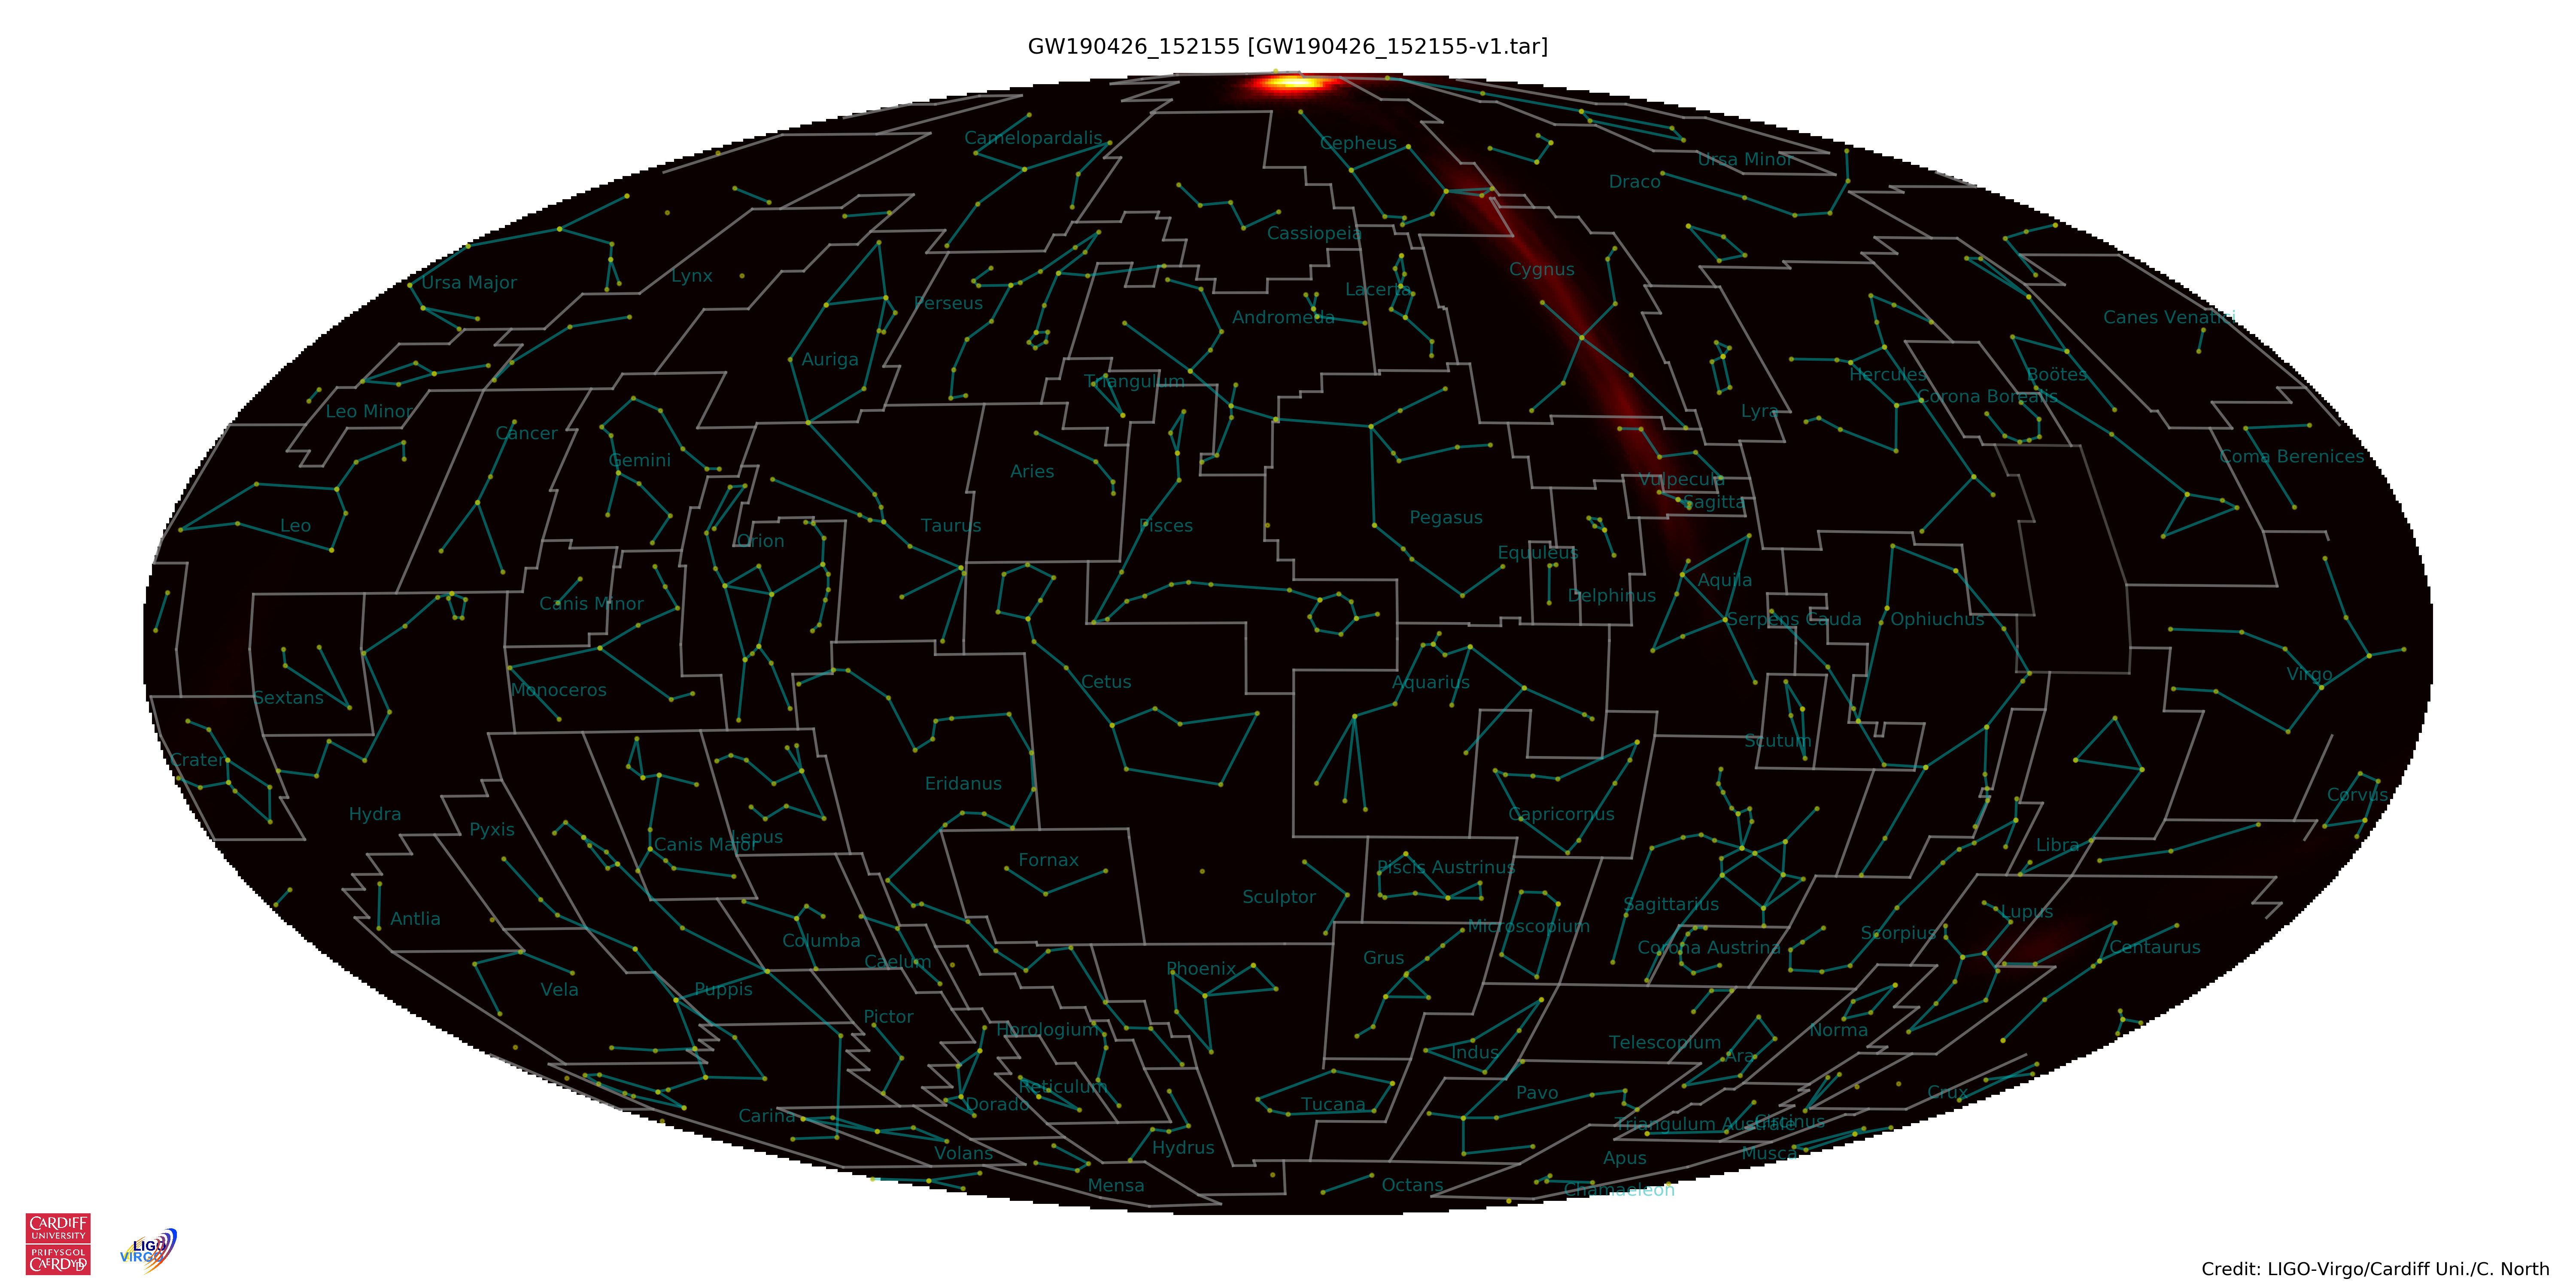 GW190426_152155 [GW190426_152155-v1.tar]
Camelopardalis
Cepheus
Ursa Minor
Draco
Cassiopeia
Ursa Major
Lynx
Cygnus
Lacerta
Perseus
Andromeda
Canes Venatici
Auriga
Triangulum
Hercules
Boötes
Corona Borealis
Leo Minor
Lyra
Cancer
Gemini
Aries
Coma Berenices
Vulpecula
Sagitta
Leo
Orion
Taurus
Pisces
Pegasus
Equuleus
Aquila
Canis Minor
Delphinus
Serpens Cauda
Ophiuchus
Sextans
Monoceros
Cetus
Aquarius
Virgo
Crater
Scutum
Eridanus
Corvus
Hydra
Pyxis
Capricornus
Canis Major
Lepus
Libra
Fornax
Piscis Austrinus
Sculptor
Sagittarius
Antlia
Microscopium
Lupus
Columba
Caelum
Phoenix
Grus
Corona Austrina
Scorpius
Centaurus
Vela
Puppis
Pictor
Horologium
Indus
Telescopium
Ara
Norma
Reticulum
Pavo
Crux
Carina
Dorado
Tucana
Triangulum Australe
Circinus
Volans
Hydrus
Apus
Musca
Mensa
Octans
Chamaeleon
CARDIFF
UNIVERSITY
PRIFYSGOL
CAERDYDD
LIGO
VIRGO
Credit: LIGO-Virgo/Cardiff Uni./C. North